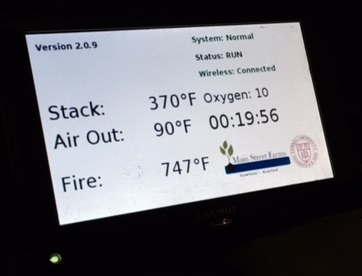 Version 2.0.9
System: Normal
Status: RUN
Wireless: Connected
Stack: 370°F Oxygen: 10
Air Out: 90°F 00:19:56
Fire: 747°F
Main Street Farms